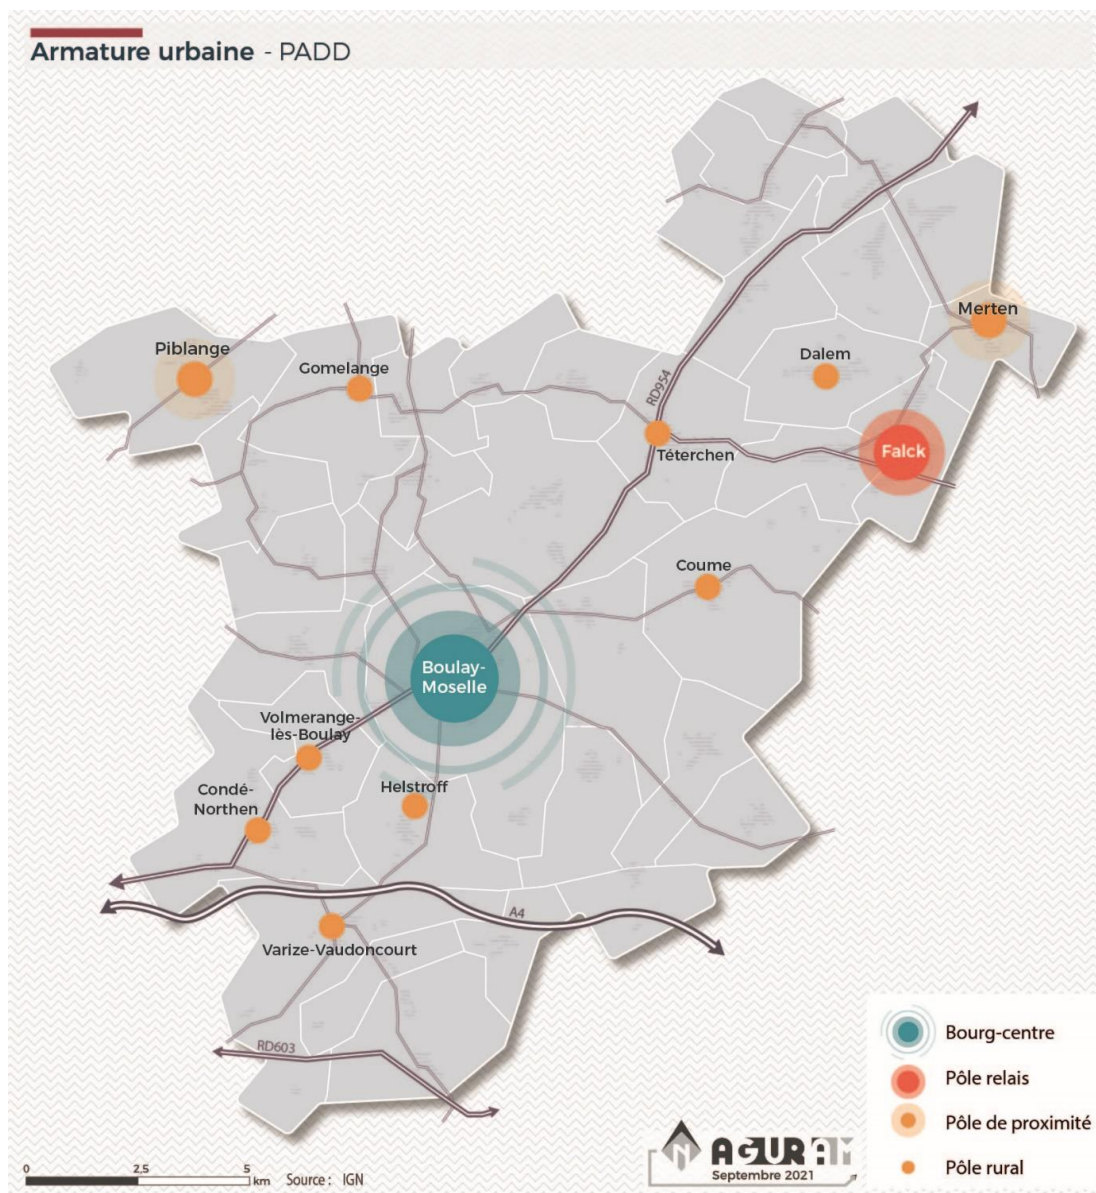 Armature urbaine - PADD
Merten
Piblange
Dalem
Gomelange
RD954
Falck
Téterchen
Coume
Boulay-
Moselle
Volmerange-
lès-Boulay
Condé-
Northen
Helstroff
A4
Varize-Vaudoncourt
RD603
Bourg-centre
Pôle relais
Pôle de proximité
Pôle rural
N AGURAM
Septembre 2021
0 2,5 5 km Source : IGN